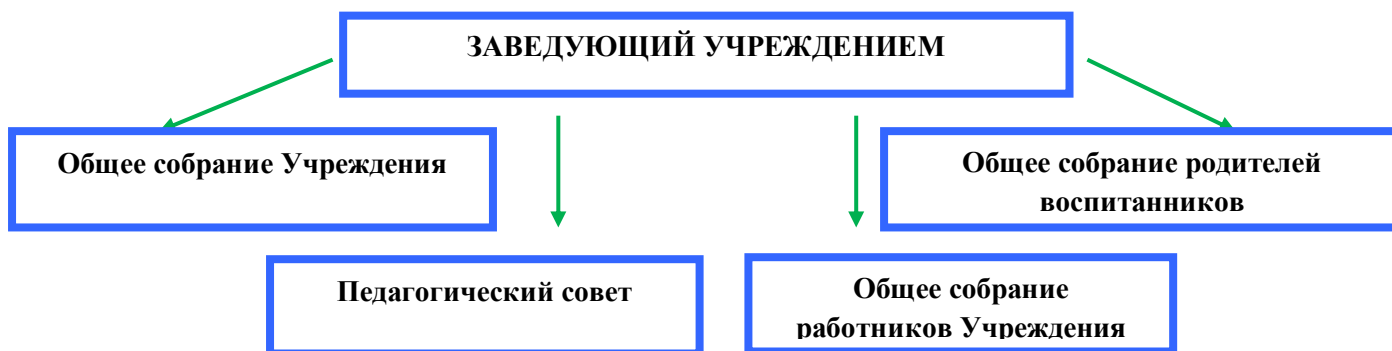 ЗАВЕДУЮЩИЙ УЧРЕЖДЕНИЕМ
Общее собрание Учреждения
Общее собрание родителей
воспитанников
Педагогический совет
Общее собрание
работников Учреждения